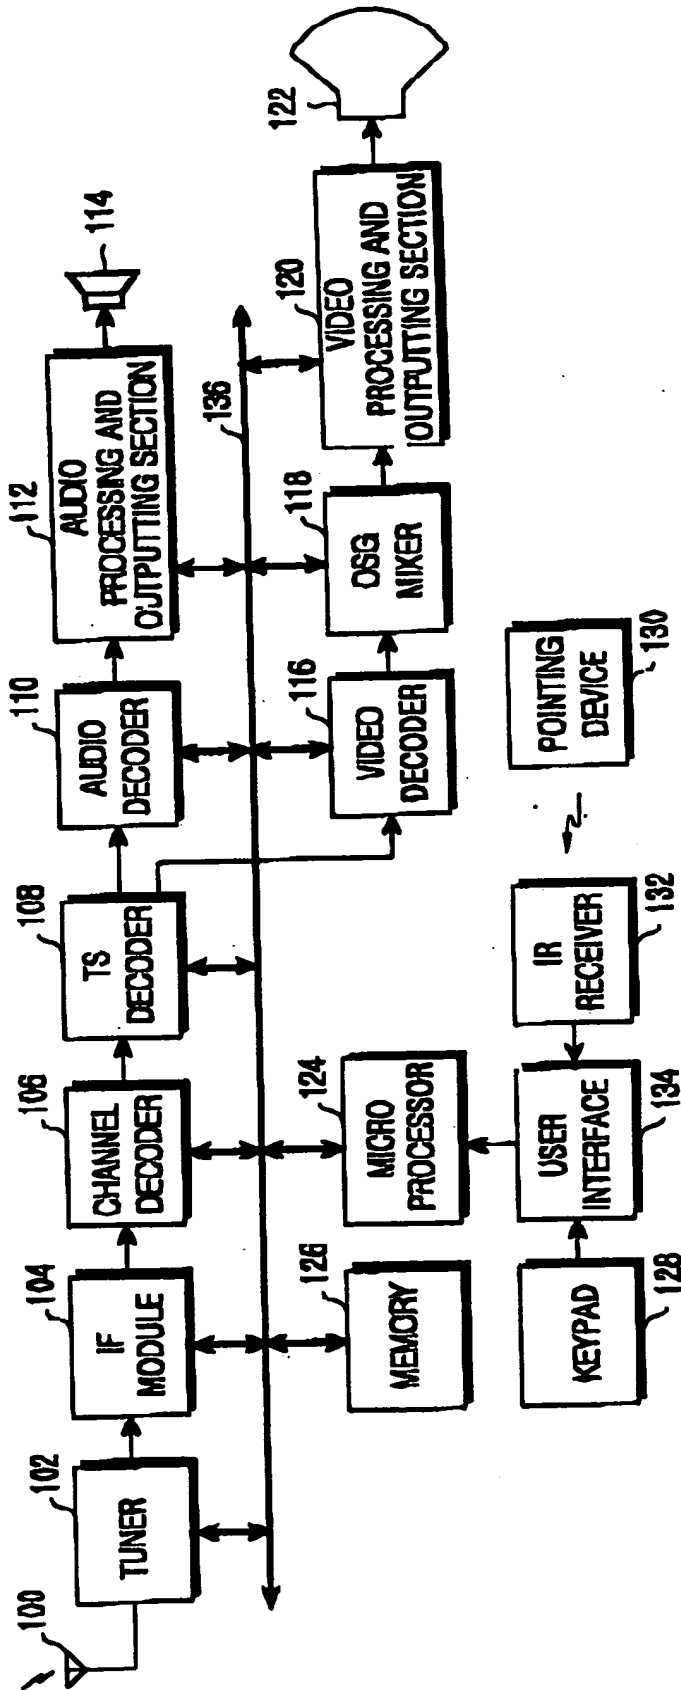 100
102
TUNER
104
IF
MODULE
106
CHANNEL
DECODER
108
TS
DECODER
110
AUDIO
DECODER
112
AUDIO
PROCESSING AND
OUTPUTTING SECTION
114
136
116
VIDEO
DECODER
118
OSG
MIXER
120
VIDEO
PROCESSING AND
OUTPUTTING SECTION
122
126
MEMORY
124
MICRO
PROCESSOR
KEYPAD
128
USER
INTERFACE
134
IR
RECEIVER
132
POINTING
DEVICE
130